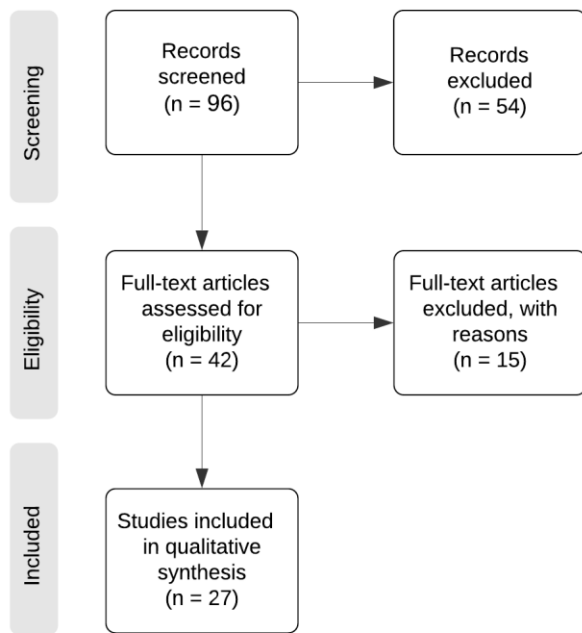 Screening
Records
screened
(n = 96)
Records
excluded
(n = 54)
Eligibility
Full-text articles
assessed for
eligibility
(n = 42)
Full-text articles
excluded, with
reasons
(n = 15)
Included
Studies included
in qualitative
synthesis
(n = 27)